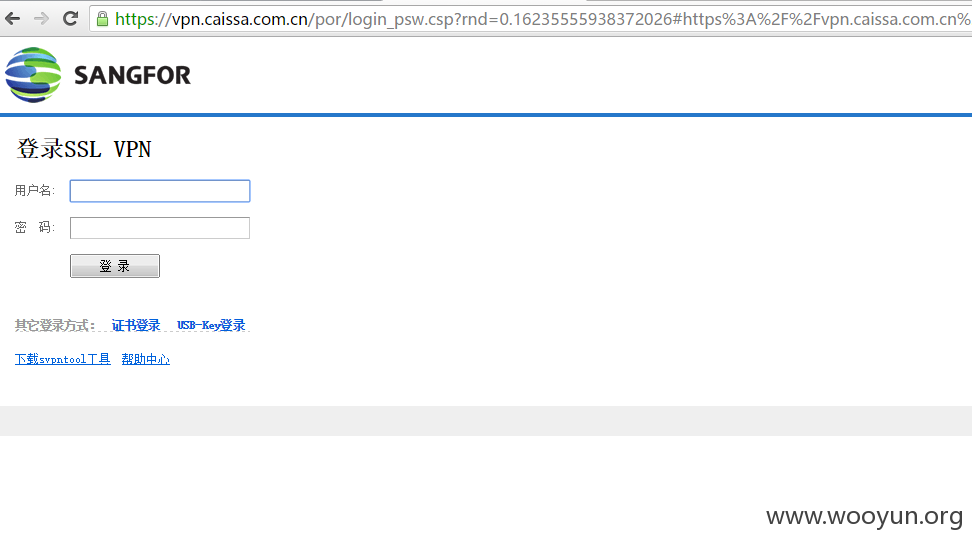 https://vpn.caissa.com.cn/por/login_psw.csp?rnd=0.16235555938372026#https%3A%2F%2Fvpn.caissa.com.cn%
SANGFOR
登录SSL VPN
用户名:
密 码:
登 录
其它登录方式： 证书登录 USB-Key登录
下载svpntool工具 帮助中心
www.wooyun.org